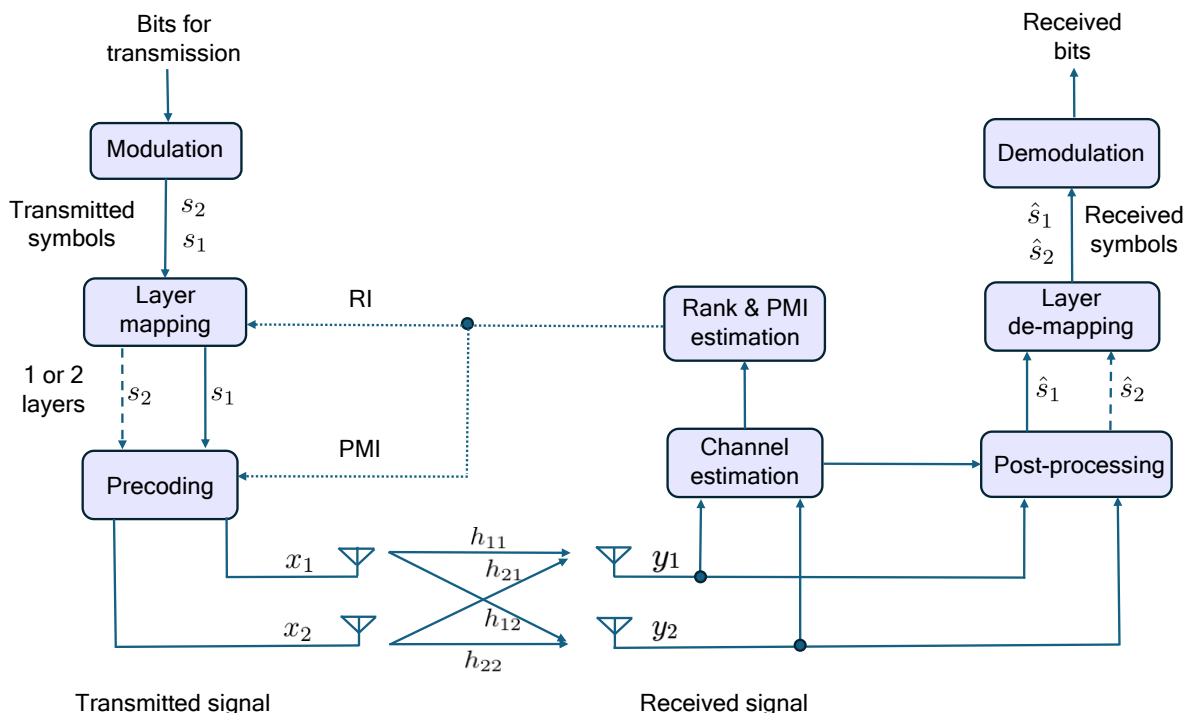 Bits for
transmission
Received
bits
Modulation
Demodulation
Transmitted
symbols
s₂
s₁
ŝ₁
ŝ₂
Received
symbols
Layer
mapping
RI
Rank & PMI
estimation
Layer
de-mapping
1 or 2
layers
s₂
s₁
ŝ₁
ŝ₂
PMI
Precoding
Channel
estimation
Post-processing
x₁
h₁₁
h₂₁
y₁
x₂
h₁₂
h₂₂
y₂
Transmitted signal
Received signal